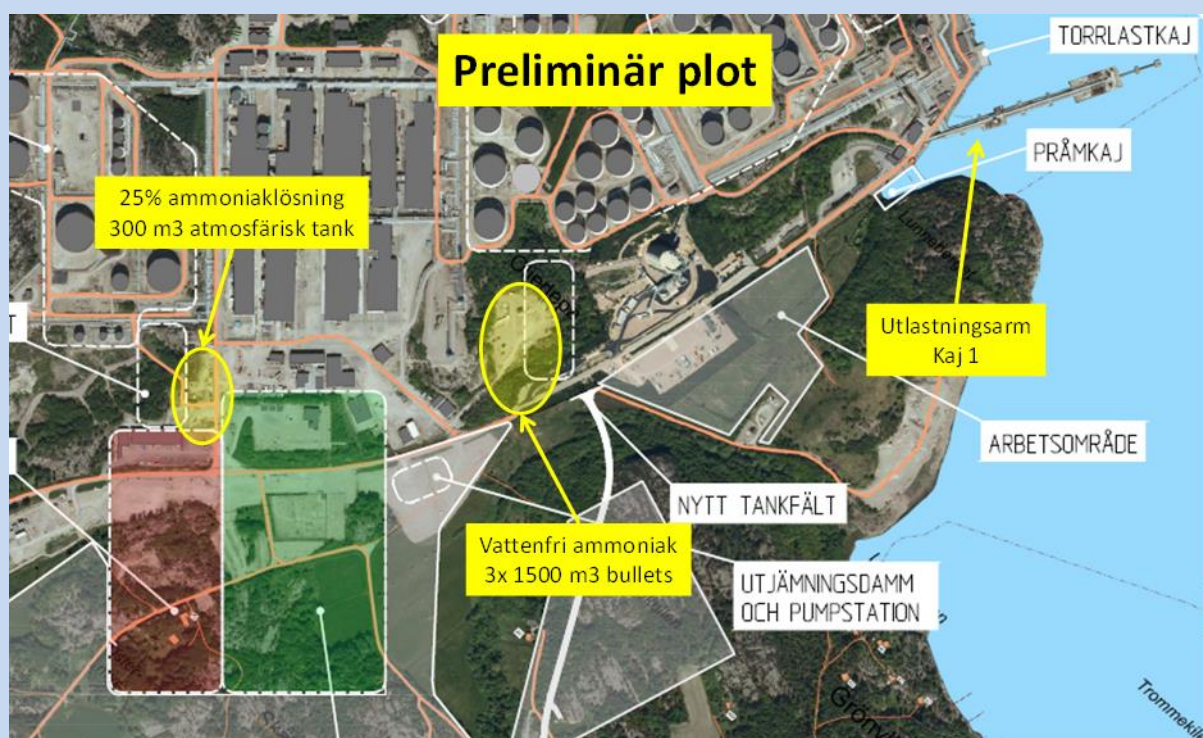 Preliminär plot
TORRLASTKAJ
PRÅMKAJ
25% ammoniaklösning
300 m3 atmosfärisk tank
Utlastningsarm
Kaj 1
ARBETSOMRÅDE
NYTT TANKFÄLT
Vattenfri ammoniak
3x 1500 m3 bullets
UTJÄMNINGSDAMM
OCH PUMPSTATION
T